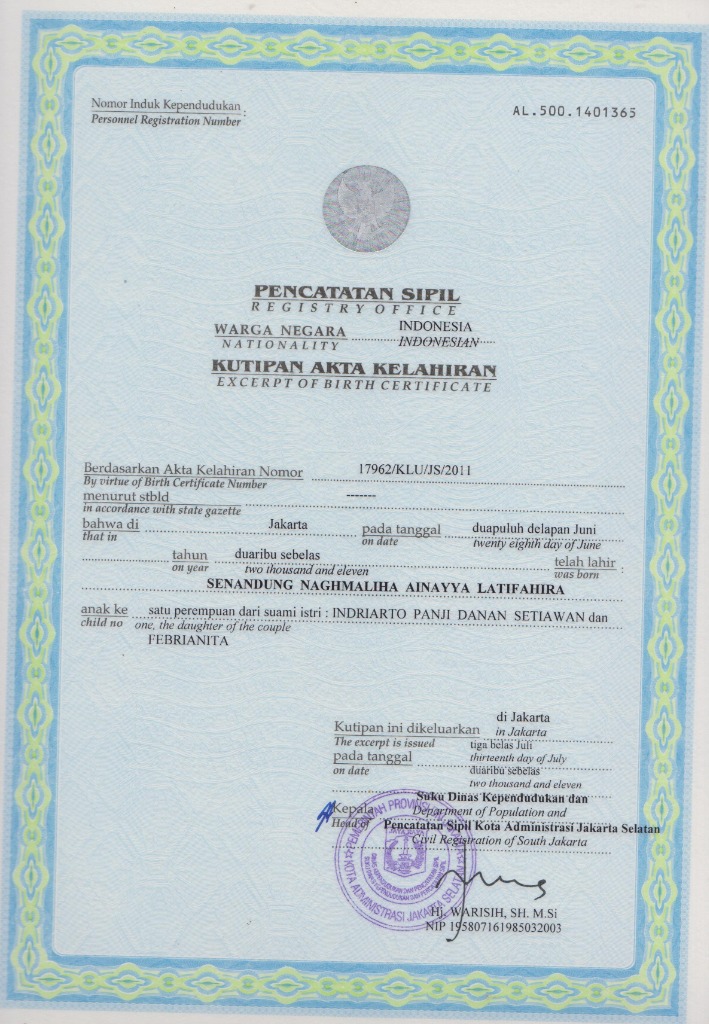 Nomor Induk Kependudukan :
Personnel Registration Number
AL.500.1401365
PENCATATAN SIPIL
REGISTRY OFFICE
WARGA NEGARA INDONESIA
NATIONALITY INDONESIAN
KUTIPAN AKTA KELAHIRAN
EXCERPT OF BIRTH CERTIFICATE
Berdasarkan Akta Kelahiran Nomor 17962/KLU/JS/2011
By virtue of Birth Certificate Number
menurut stbld -------
in accordance with state gazette
bahwa di Jakarta pada tanggal duapuluh delapan Juni
that in on date twenty eighth day of June
tahun duaribu sebelas telah lahir :
on year two thousand and eleven was born
SENANDUNG NAGHMALIHA AINAYYA LATIFAHIRA
anak ke satu perempuan dari suami istri : INDRIARTO PANJI DANAN SETIAWAN dan
child no one, the daughter of the couple
FEBRIANITA
di Jakarta
Kutipan ini dikeluarkan in Jakarta
The excerpt is issued tiga belas Juli
pada tanggal thirteenth day of July
on date duaribu sebelas
two thousand and eleven
Suku Dinas Kependudukan dan
Kepala Department of Population and
Head of Pencatatan Sipil Kota Administrasi Jakarta Selatan
Civil Registration of South Jakarta
KOTA ADMINISTRASI JAKARTA SELATAN
Hj. WARISIH, SH. M.Si
NIP 195807161985032003